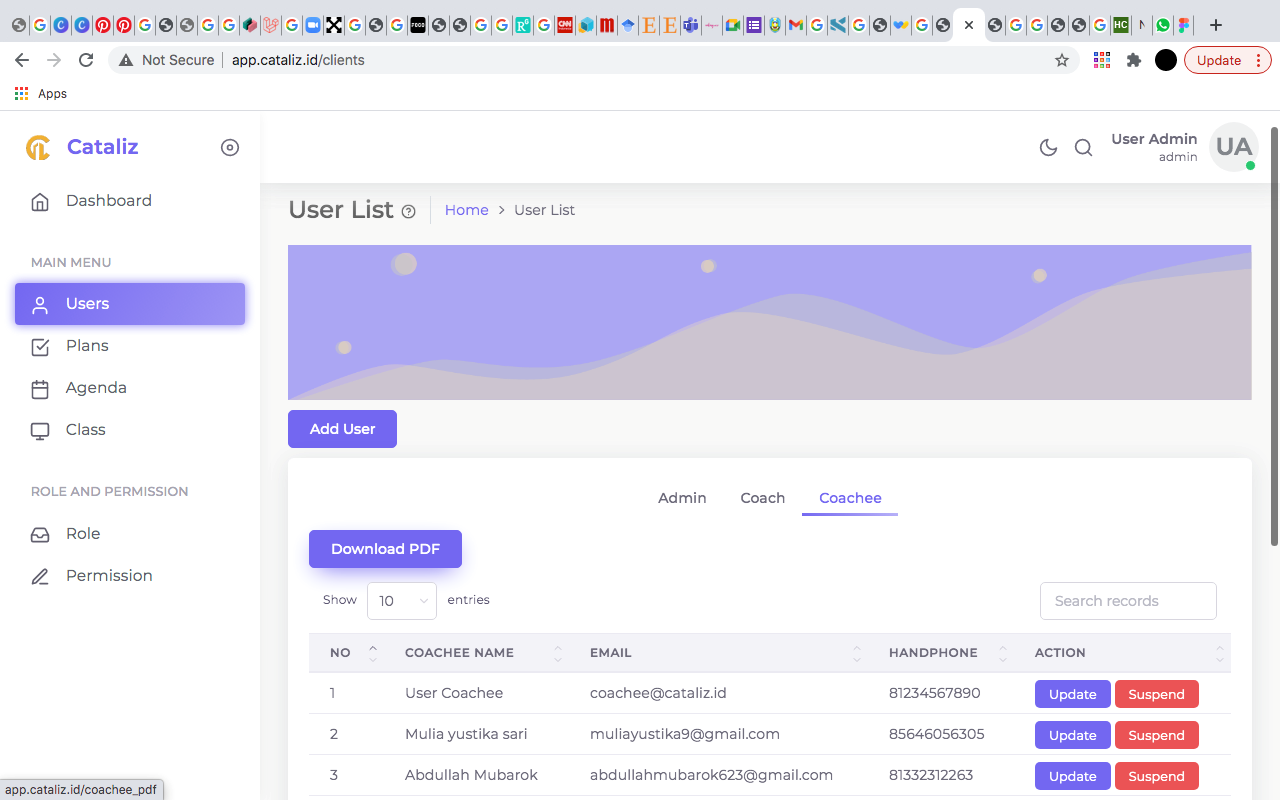 Not Secure
app.cataliz.id/clients
Update
Apps
Cataliz
User Admin
admin
UA
Dashboard
User List
Home > User List
MAIN MENU
Users
Plans
Agenda
Class
Add User
ROLE AND PERMISSION
Role
Permission
Admin Coach Coachee
Download PDF
Show 10 entries
Search records
NO COACHEE NAME EMAIL HANDPHONE ACTION
1 User Coachee coachee@cataliz.id 81234567890 Update Suspend
2 Mulia yustika sari muliayustika9@gmail.com 85646056305 Update Suspend
3 Abdullah Mubarok abdullahmubarok623@gmail.com 81332312263 Update Suspend
app.cataliz.id/coachee_pdf